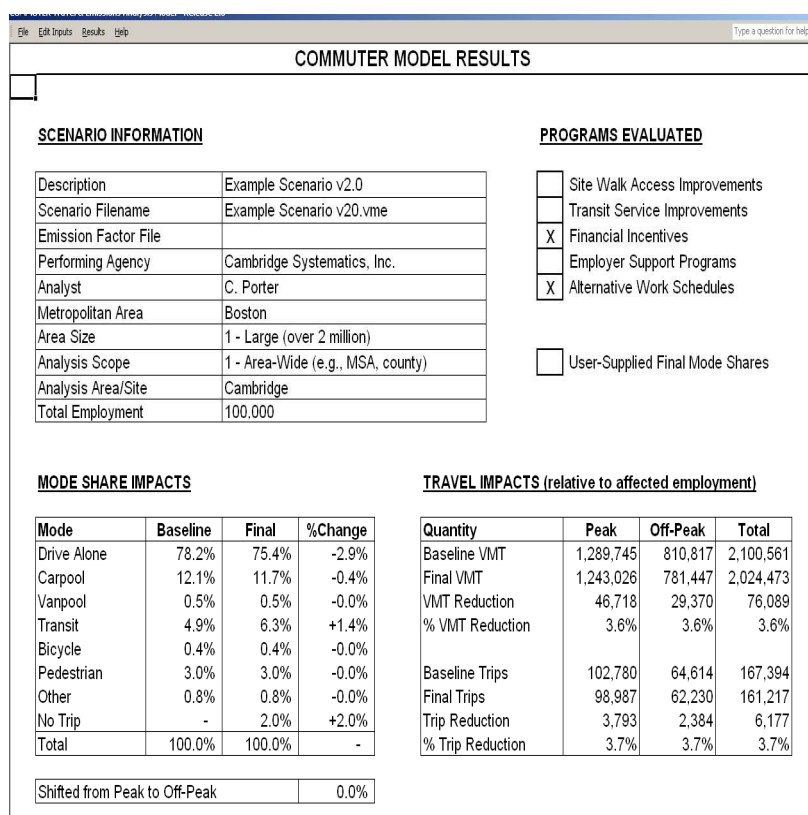 File Edit Inputs Results Help
Type a question for help
COMMUTER MODEL RESULTS
SCENARIO INFORMATION
Description Example Scenario v2.0
Scenario Filename Example Scenario v20.vme
Emission Factor File
Performing Agency Cambridge Systematics, Inc.
Analyst C. Porter
Metropolitan Area Boston
Area Size 1 - Large (over 2 million)
Analysis Scope 1 - Area-Wide (e.g., MSA, county)
Analysis Area/Site Cambridge
Total Employment 100,000
PROGRAMS EVALUATED
Site Walk Access Improvements
Transit Service Improvements
X Financial Incentives
Employer Support Programs
X Alternative Work Schedules
User-Supplied Final Mode Shares
MODE SHARE IMPACTS
Mode Baseline Final %Change
Drive Alone 78.2% 75.4% -2.9%
Carpool 12.1% 11.7% -0.4%
Vanpool 0.5% 0.5% -0.0%
Transit 4.9% 6.3% +1.4%
Bicycle 0.4% 0.4% -0.0%
Pedestrian 3.0% 3.0% -0.0%
Other 0.8% 0.8% -0.0%
No Trip - 2.0% +2.0%
Total 100.0% 100.0% -
Shifted from Peak to Off-Peak 0.0%
TRAVEL IMPACTS (relative to affected employment)
Quantity Peak Off-Peak Total
Baseline VMT 1,289,745 810,817 2,100,561
Final VMT 1,243,026 781,447 2,024,473
VMT Reduction 46,718 29,370 76,089
% VMT Reduction 3.6% 3.6% 3.6%
Baseline Trips 102,780 64,614 167,394
Final Trips 98,987 62,230 161,217
Trip Reduction 3,793 2,384 6,177
% Trip Reduction 3.7% 3.7% 3.7%